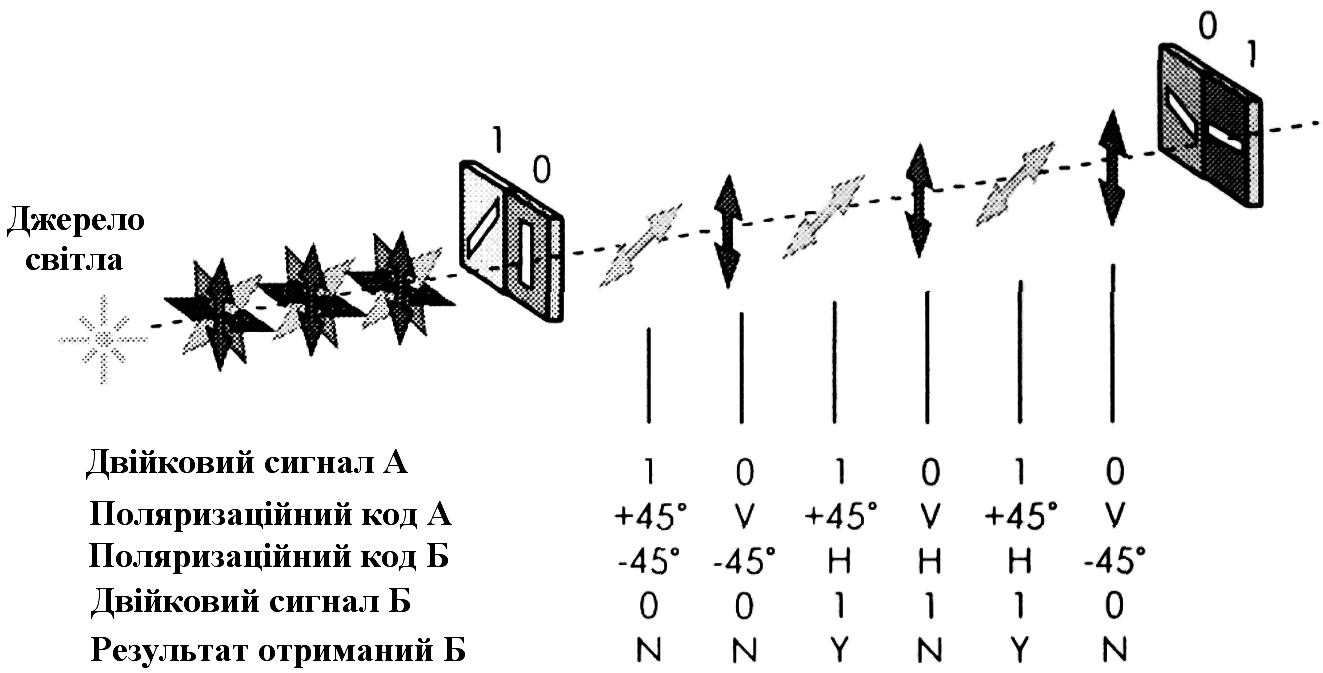 0
1
1
0
Джерело
світла
Двійковий сигнал А 1 0 1 0 1 0
Поляризаційний код А +45° V +45° V +45° V
Поляризаційний код Б -45° -45° H H H -45°
Двійковий сигнал Б 0 0 1 1 1 0
Результат отриманий Б N N Y N Y N